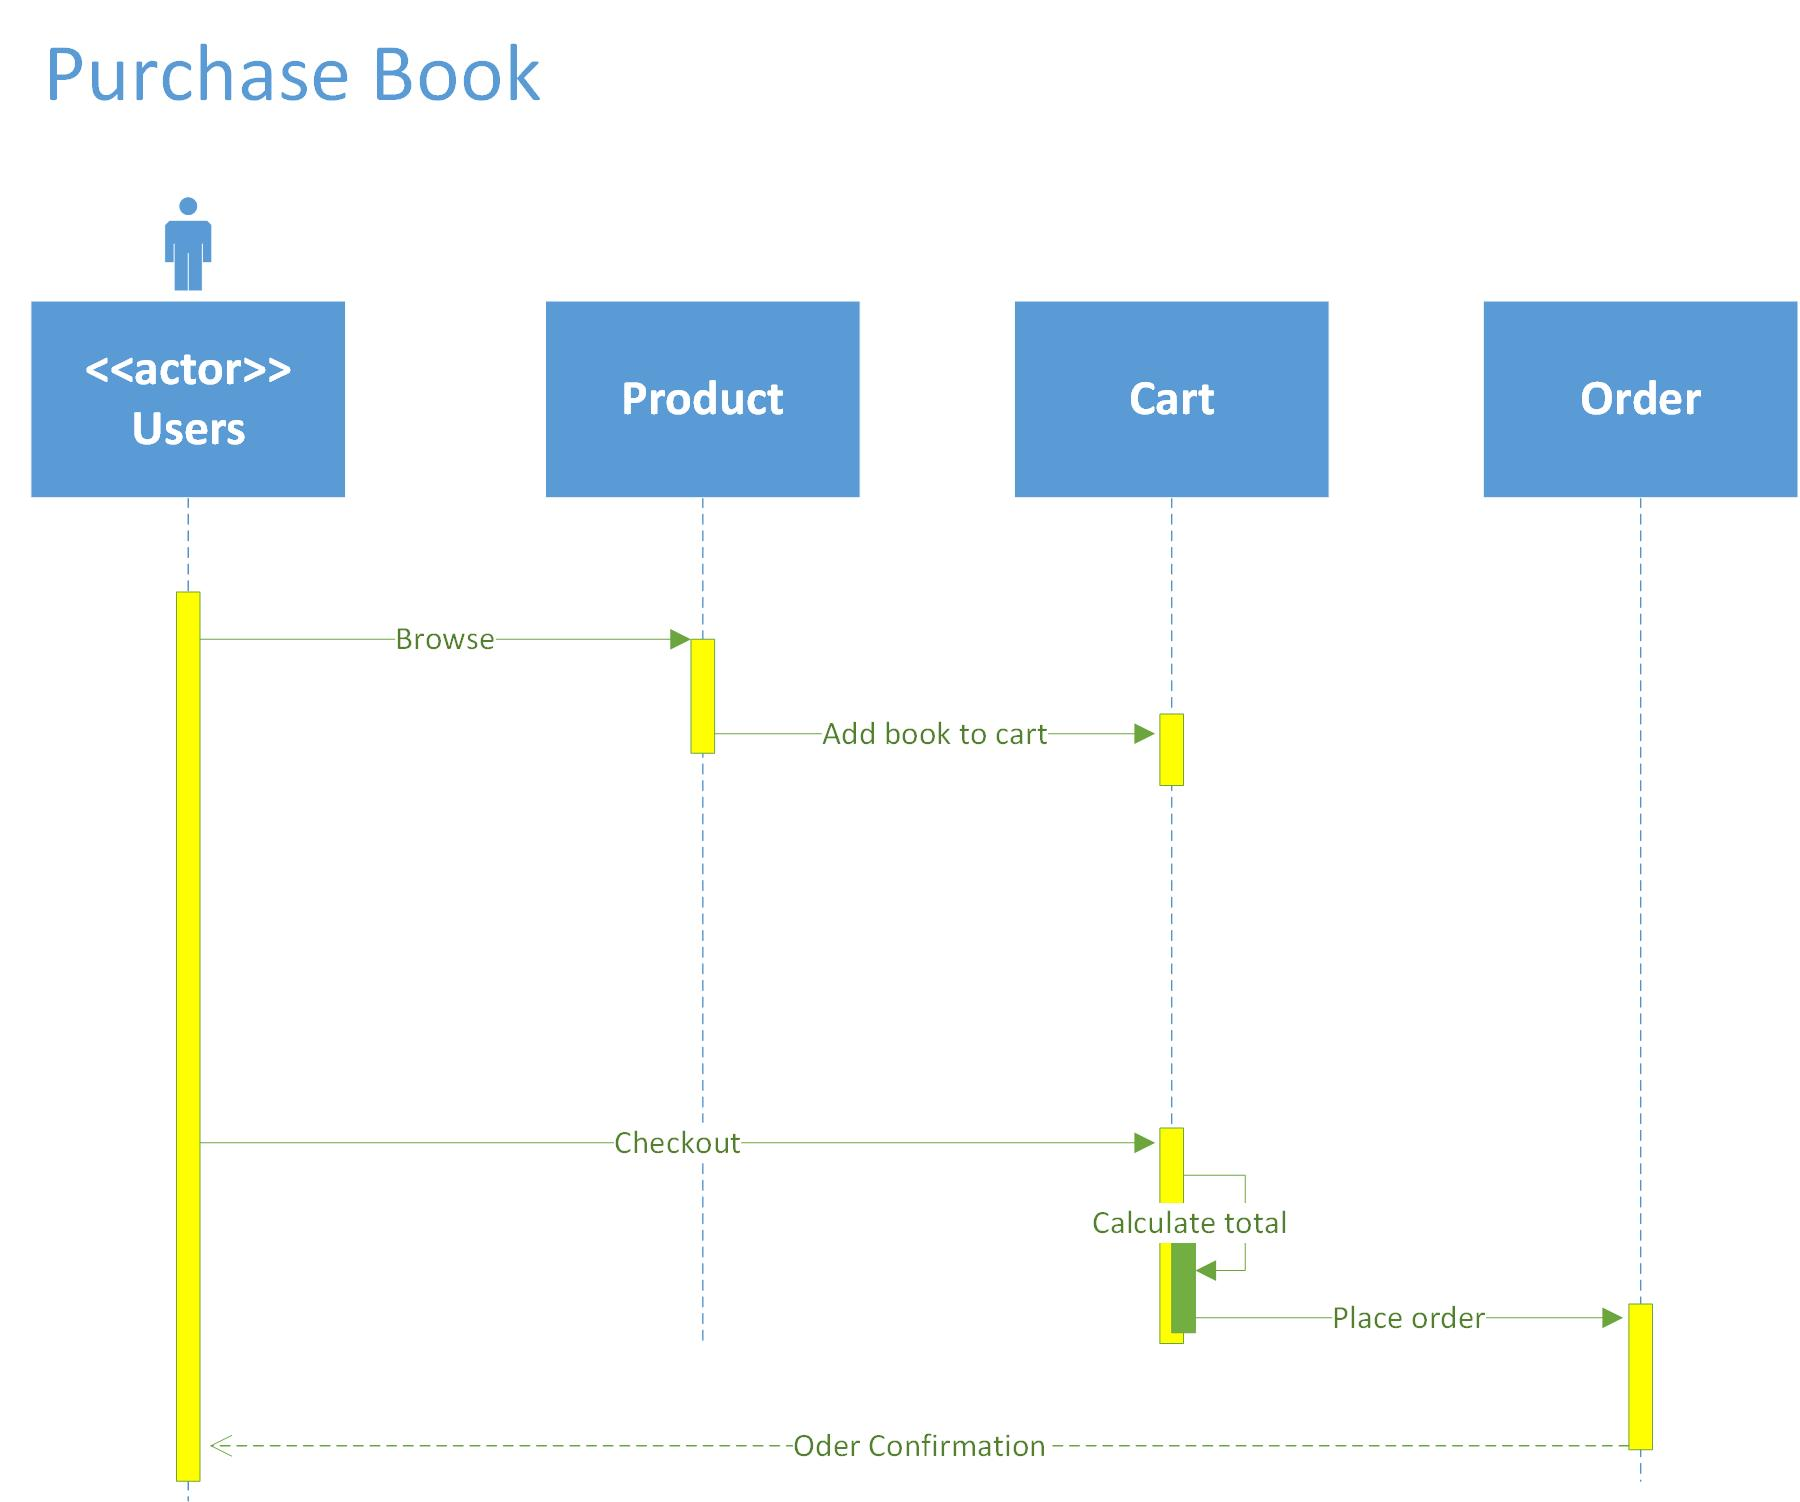 Purchase Book
<<actor>>
Users
Product
Cart
Order
Browse
Add book to cart
Checkout
Calculate total
Place order
Oder Confirmation